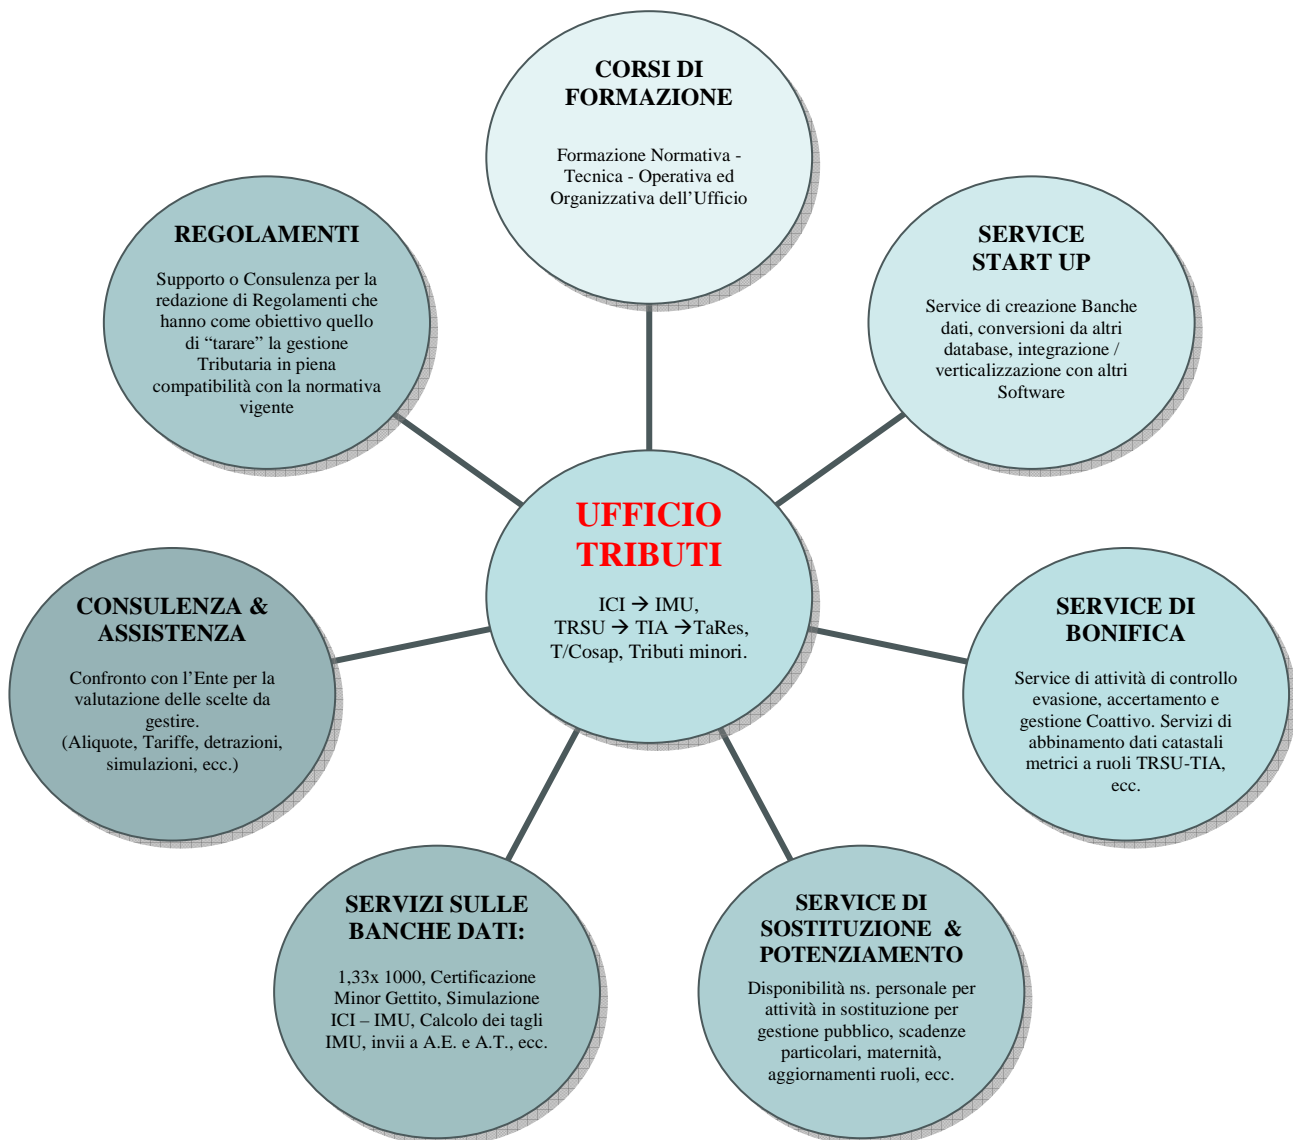 CORSI DI
FORMAZIONE
Formazione Normativa -
Tecnica - Operativa ed
Organizzativa dell’Ufficio
REGOLAMENTI
Supporto o Consulenza per la
redazione di Regolamenti che
hanno come obiettivo quello
di “tarare” la gestione
Tributaria in piena
compatibilità con la normativa
vigente
SERVICE
START UP
Service di creazione Banche
dati, conversioni da altri
database, integrazione /
verticalizzazione con altri
Software
UFFICIO
TRIBUTI
ICI → IMU,
TRSU → TIA →TaRes,
T/Cosap, Tributi minori.
CONSULENZA &
ASSISTENZA
Confronto con l’Ente per la
valutazione delle scelte da
gestire.
(Aliquote, Tariffe, detrazioni,
simulazioni, ecc.)
SERVICE DI
BONIFICA
Service di attività di controllo
evasione, accertamento e
gestione Coattivo. Servizi di
abbinamento dati catastali
metrici a ruoli TRSU-TIA,
ecc.
SERVIZI SULLE
BANCHE DATI:
1,33x 1000, Certificazione
Minor Gettito, Simulazione
ICI – IMU, Calcolo dei tagli
IMU, invii a A.E. e A.T., ecc.
SERVICE DI
SOSTITUZIONE &
POTENZIAMENTO
Disponibilità ns. personale per
attività in sostituzione per
gestione pubblico, scadenze
particolari, maternità,
aggiornamenti ruoli, ecc.